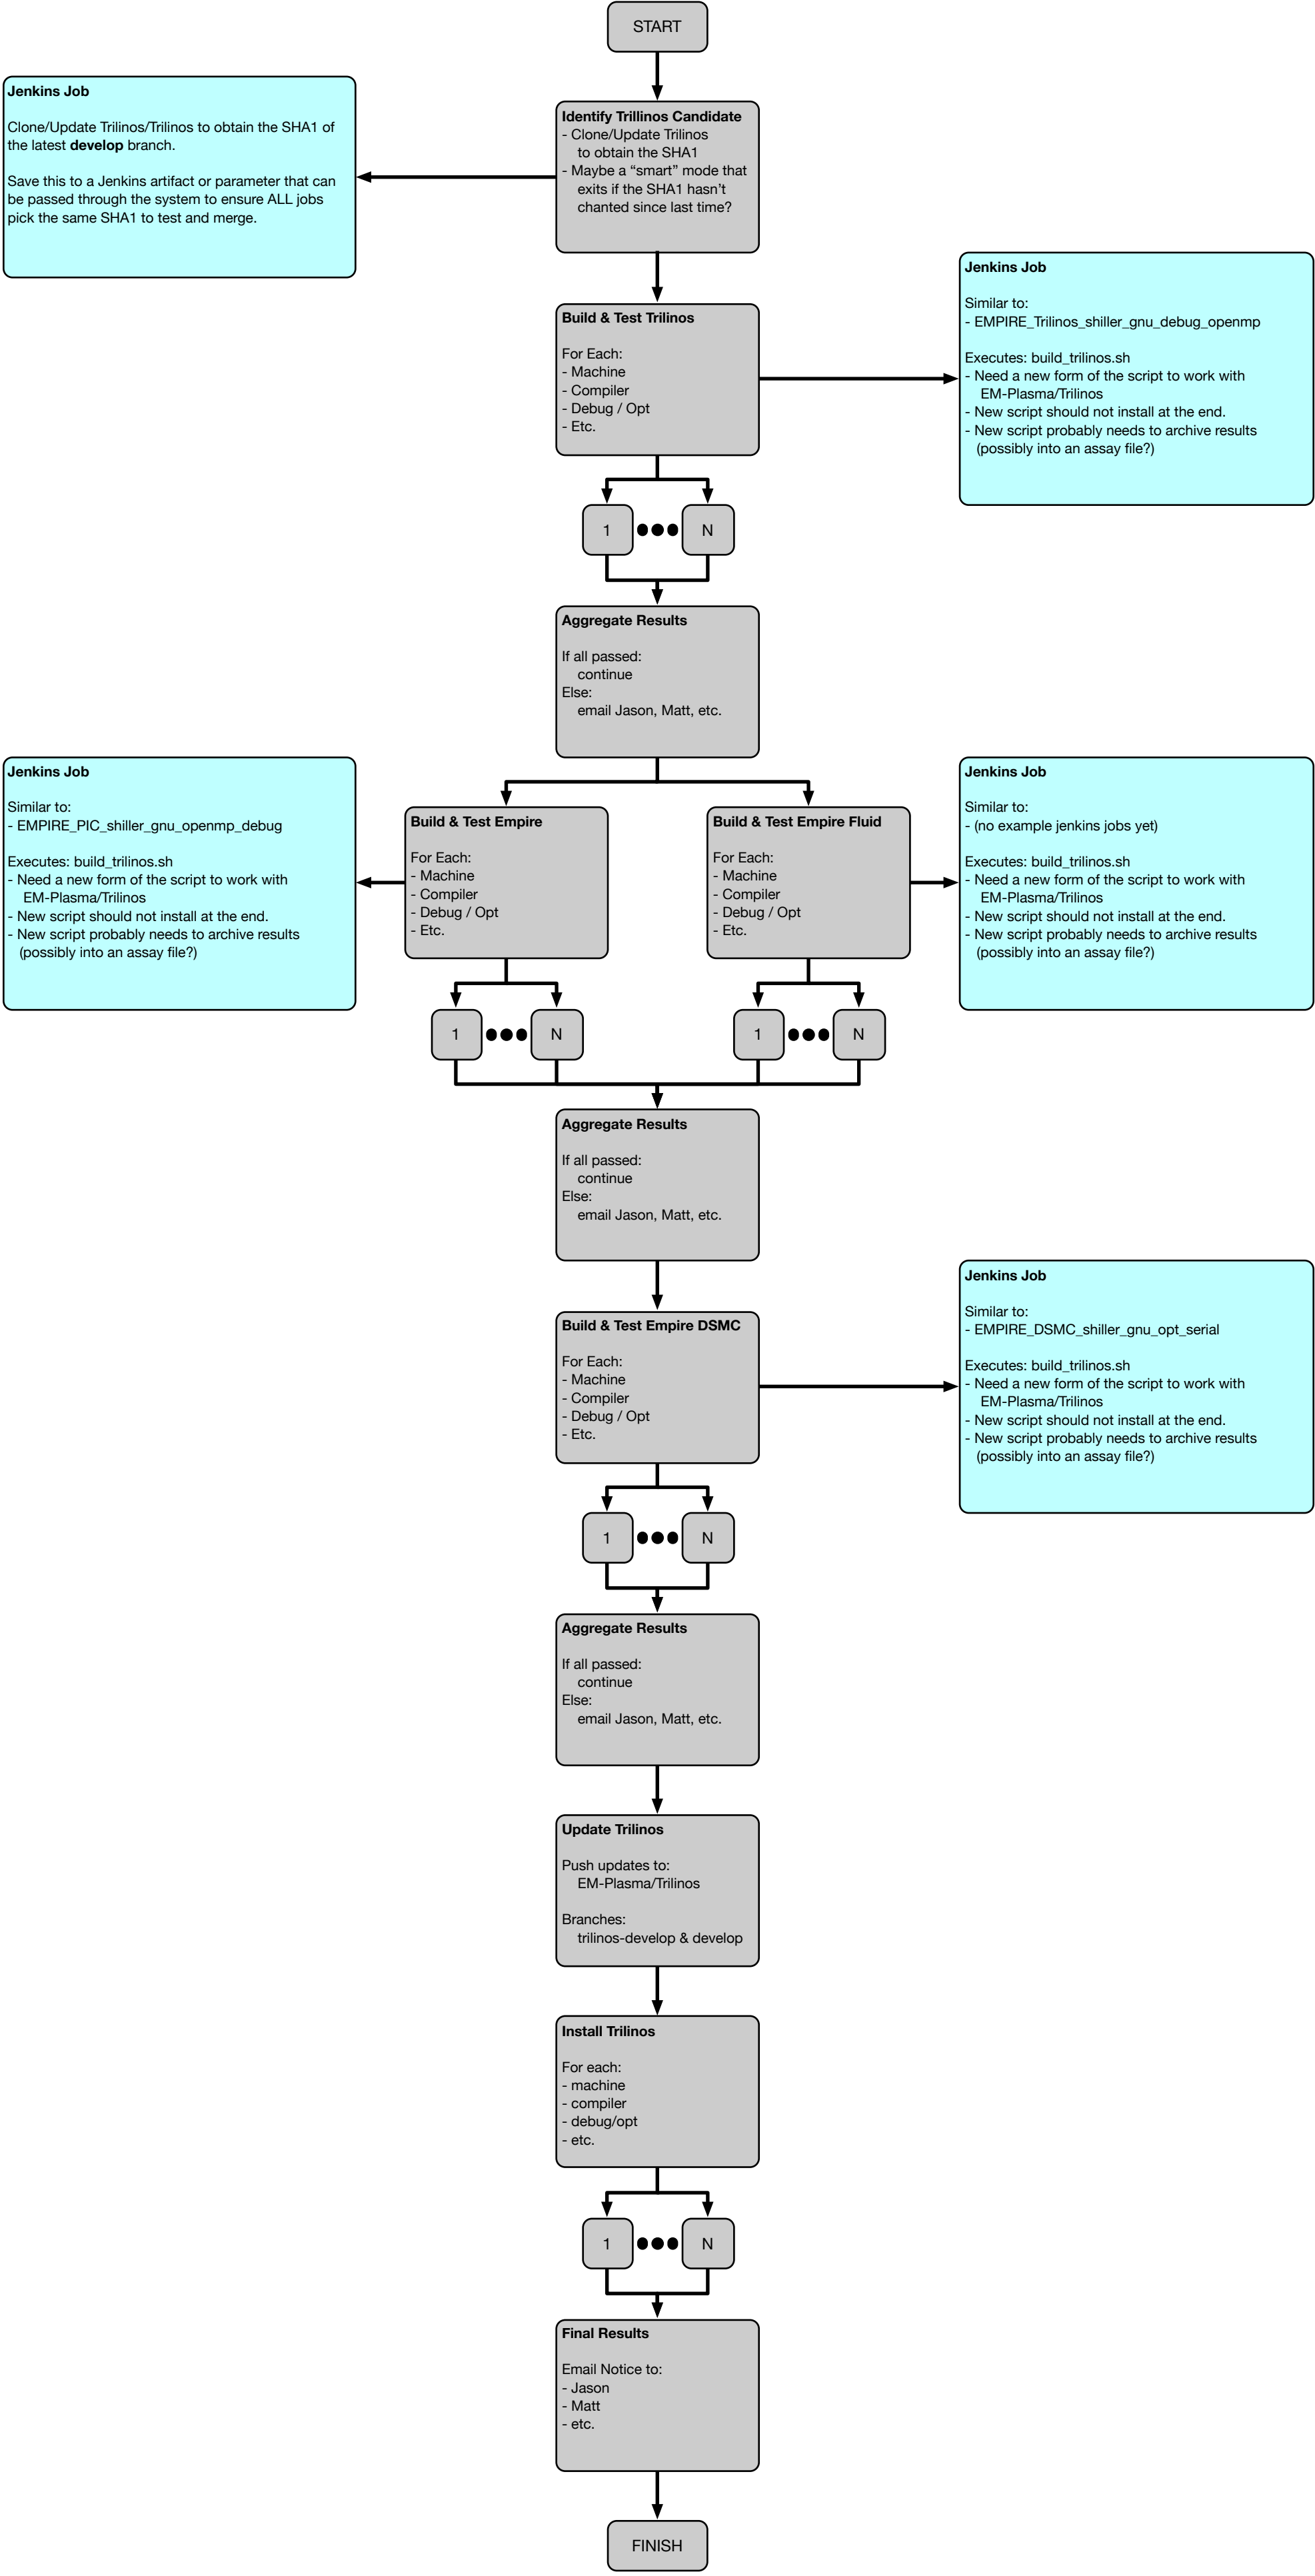 START
Jenkins Job
Clone/Update Trilinos/Trilinos to obtain the SHA1 of
the latest develop branch.
Save this to a Jenkins artifact or parameter that can
be passed through the system to ensure ALL jobs
pick the same SHA1 to test and merge.
Identify Trillinos Candidate
- Clone/Update Trilinos
to obtain the SHA1
- Maybe a “smart” mode that
exits if the SHA1 hasn’t
chanted since last time?
Build & Test Trilinos
For Each:
- Machine
- Compiler
- Debug / Opt
- Etc.
Jenkins Job
Similar to:
- EMPIRE_Trilinos_shiller_gnu_debug_openmp
Executes: build_trilinos.sh
- Need a new form of the script to work with
EM-Plasma/Trilinos
- New script should not install at the end.
- New script probably needs to archive results
(possibly into an assay file?)
1
N
Aggregate Results
If all passed:
continue
Else:
email Jason, Matt, etc.
Jenkins Job
Similar to:
- EMPIRE_PIC_shiller_gnu_openmp_debug
Executes: build_trilinos.sh
- Need a new form of the script to work with
EM-Plasma/Trilinos
- New script should not install at the end.
- New script probably needs to archive results
(possibly into an assay file?)
Build & Test Empire
For Each:
- Machine
- Compiler
- Debug / Opt
- Etc.
Build & Test Empire Fluid
For Each:
- Machine
- Compiler
- Debug / Opt
- Etc.
Jenkins Job
Similar to:
- (no example jenkins jobs yet)
Executes: build_trilinos.sh
- Need a new form of the script to work with
EM-Plasma/Trilinos
- New script should not install at the end.
- New script probably needs to archive results
(possibly into an assay file?)
1
N
1
N
Aggregate Results
If all passed:
continue
Else:
email Jason, Matt, etc.
Build & Test Empire DSMC
For Each:
- Machine
- Compiler
- Debug / Opt
- Etc.
Jenkins Job
Similar to:
- EMPIRE_DSMC_shiller_gnu_opt_serial
Executes: build_trilinos.sh
- Need a new form of the script to work with
EM-Plasma/Trilinos
- New script should not install at the end.
- New script probably needs to archive results
(possibly into an assay file?)
1
N
Aggregate Results
If all passed:
continue
Else:
email Jason, Matt, etc.
Update Trilinos
Push updates to:
EM-Plasma/Trilinos
Branches:
trilinos-develop & develop
Install Trilinos
For each:
- machine
- compiler
- debug/opt
- etc.
1
N
Final Results
Email Notice to:
- Jason
- Matt
- etc.
FINISH